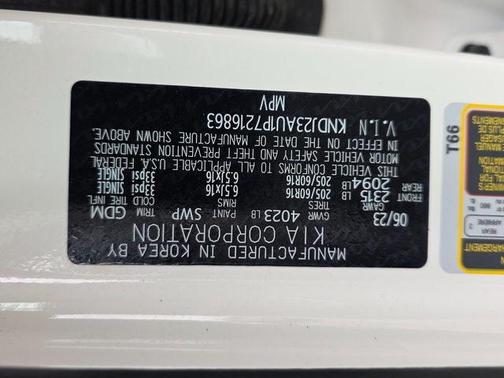 MANUFACTURED IN KOREA BY
KIA CORPORATION
GVWR 4023 LB PAINT SWP TRIM GDM
06/23 GAWR TIRES RIMS COLD TIRE INFL
FRONT 2315 LB 205/60R16 6.5Jx16 33psi SINGLE
REAR 2094 LB 205/60R16 6.5Jx16 33psi SINGLE
THIS VEHICLE CONFORMS TO ALL APPLICABLE U.S.A. FEDERAL
MOTOR VEHICLE SAFETY AND THEFT PREVENTION STANDARDS
IN EFFECT ON THE DATE OF MANUFACTURE SHOWN ABOVE.
V.I.N KNDJ23AU1P7216863
MPV
T66
REAR
3
ARRIÈRE